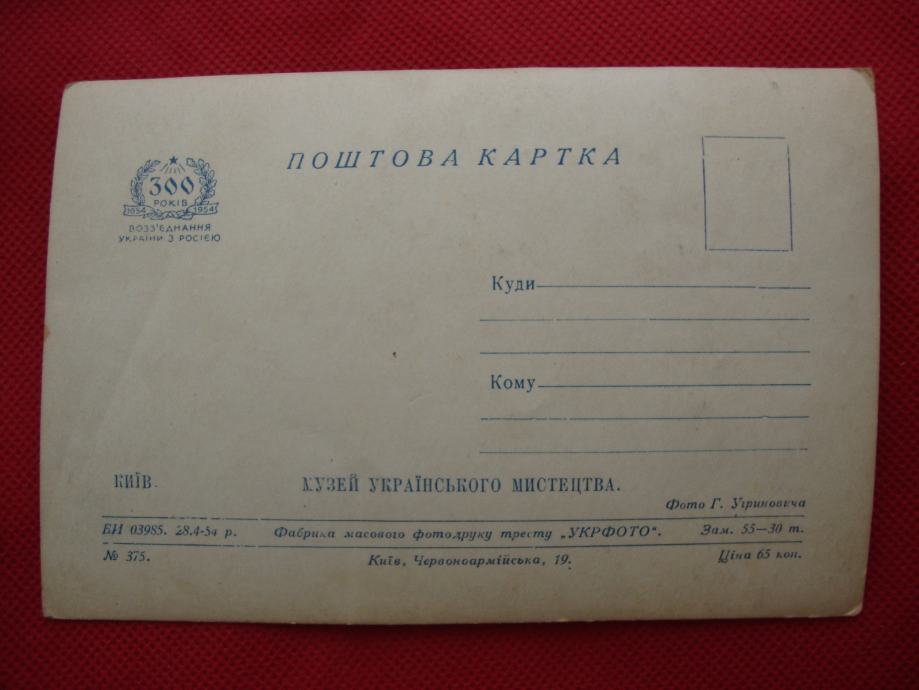 ПОШТОВА КАРТКА
300
РОКІВ
1654 1954
ВОЗЗ'ЄДНАННЯ
УКРАЇНИ З РОСІЄЮ
Куди
Кому
КИЇВ. МУЗЕЙ УКРАЇНСЬКОГО МИСТЕЦТВА.
Фото Г. Угриновича
БИ 03985. 28.4-54 р. Фабрика масового фотодруку тресту „УКРФОТО“. Зам. 55—30 т.
№ 375. Київ, Червоноармійська, 19. Ціна 65 коп.